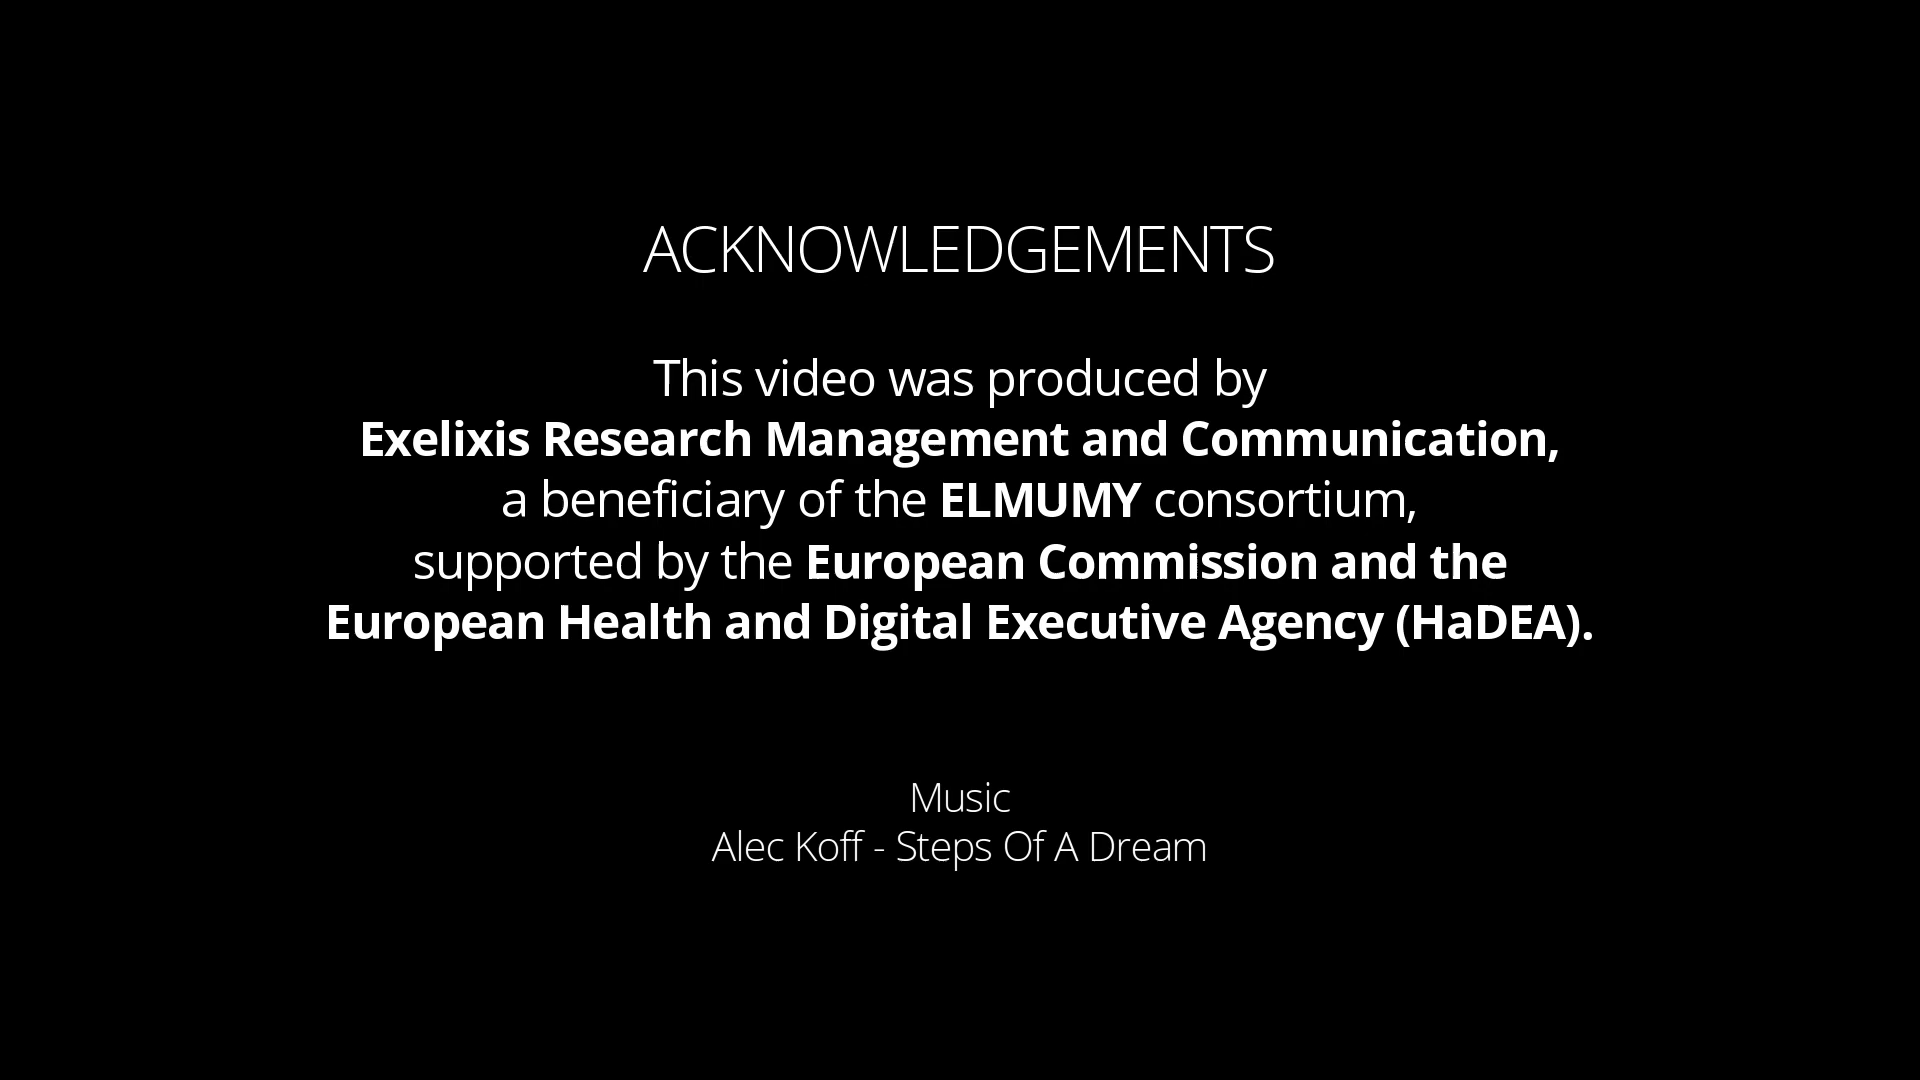 ACKNOWLEDGEMENTS
This video was produced by
Exelixis Research Management and Communication,
a beneficiary of the ELMUMY consortium,
supported by the European Commission and the
European Health and Digital Executive Agency (HaDEA).
Music
Alec Koff - Steps Of A Dream